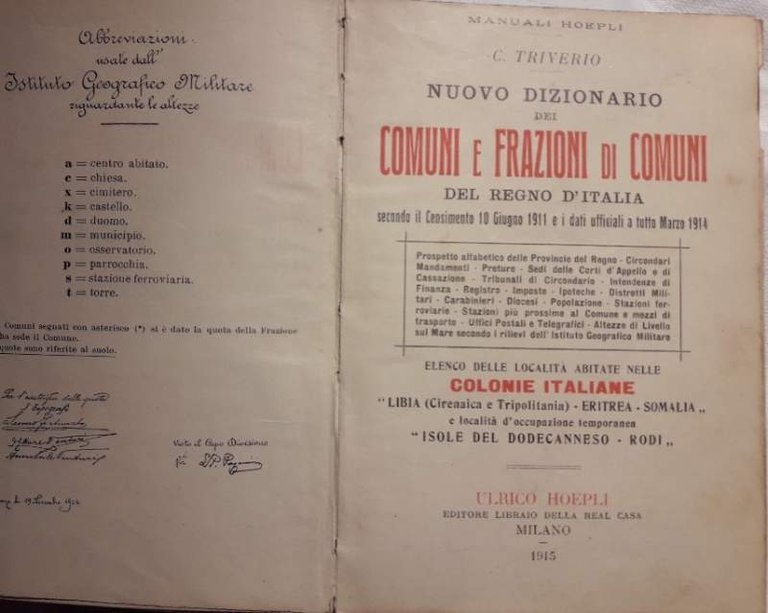 Abbreviazioni
usate dall'
Istituto Geografico Militare
riguardante le altezze
a = centro abitato.
c = chiesa.
x = cimitero.
k = castello.
d = duomo.
m = municipio.
o = osservatorio.
p = parrocchia.
s = stazione ferroviaria.
t = torre.
Comuni segnati con asterisco (*) si è dato la quota della Frazione
ha sede il Comune.
quote sono riferite al suolo.
Per l'autografia delle quote
Visto il Capo Divisione
MANUALI HOEPLI
C. TRIVERIO
NUOVO DIZIONARIO
DEI
COMUNI E FRAZIONI DI COMUNI
DEL REGNO D'ITALIA
secondo il Censimento 10 Giugno 1911 e i dati ufficiali a tutto Marzo 1914
Prospetto alfabetico delle Provincie del Regno - Circondari
Mandamenti - Preture - Sedi delle Corti d'Appello e di
Cassazione - Tribunali di Circondario - Intendenze di
Finanza - Registro - Imposte - Ipoteche - Distretti Mili-
tari - Carabinieri - Diocesi - Popolazione - Stazioni fer-
roviarie - Stazioni più prossime al Comune e mezzi di
trasporto - Uffici Postali e Telegrafici - Altezze di Livello
sul Mare secondo i rilievi dell'Istituto Geografico Militare
ELENCO DELLE LOCALITÀ ABITATE NELLE
COLONIE ITALIANE
"LIBIA (Cirenaica e Tripolitania) - ERITREA - SOMALIA„
e località d'occupazione temporanea
"ISOLE DEL DODECANNESO - RODI„
ULRICO HOEPLI
EDITORE LIBRAIO DELLA REAL CASA
MILANO
1915